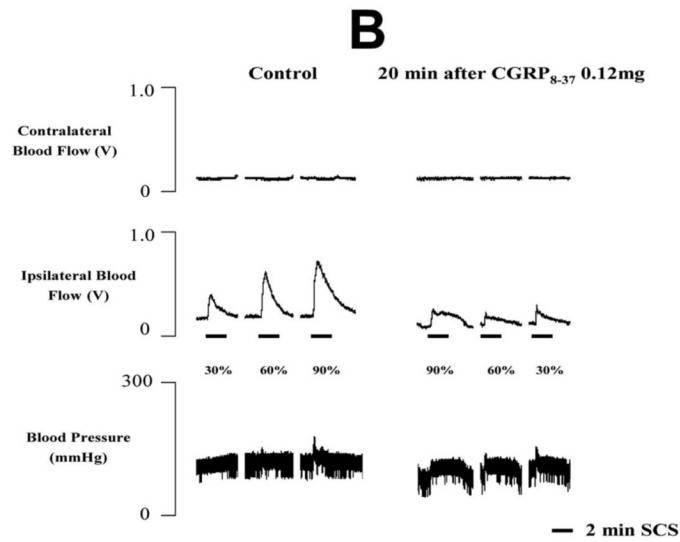 B
Control 20 min after CGRP8-37 0.12mg
1.0
Contralateral
Blood Flow (V)
0
1.0
Ipsilateral Blood
Flow (V)
0
30% 60% 90% 90% 60% 30%
300
Blood Pressure
(mmHg)
0
2 min SCS